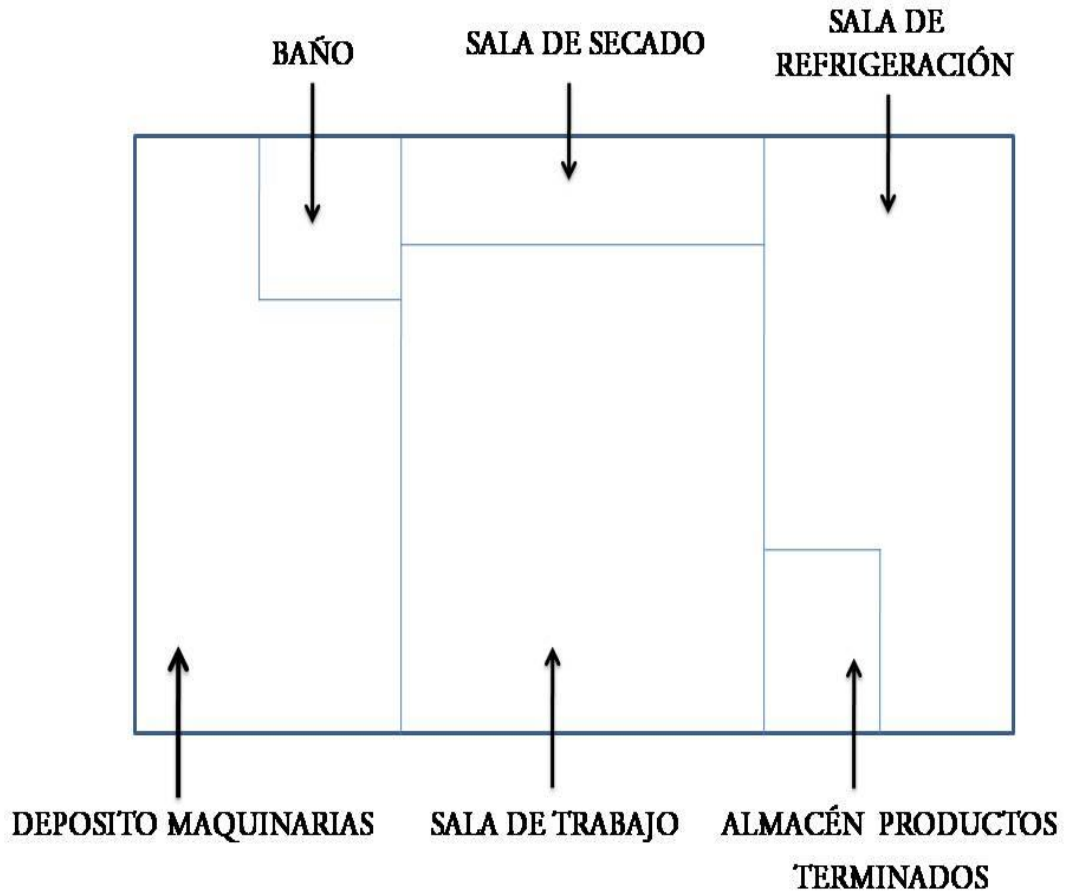 BAÑO
SALA DE SECADO
SALA DE
REFRIGERACIÓN
DEPOSITO MAQUINARIAS
SALA DE TRABAJO
ALMACÉN PRODUCTOS
TERMINADOS